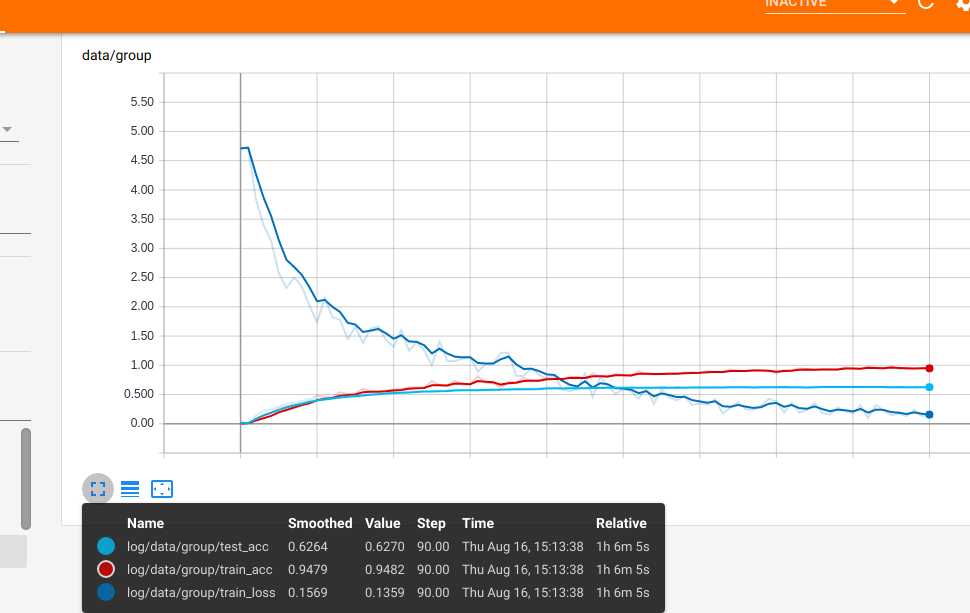 INACTIVE
data/group
5.50
5.00
4.50
4.00
3.50
3.00
2.50
2.00
1.50
1.00
0.500
0.00
Name Smoothed Value Step Time Relative
log/data/group/test_acc 0.6264 0.6270 90.00 Thu Aug 16, 15:13:38 1h 6m 5s
log/data/group/train_acc 0.9479 0.9482 90.00 Thu Aug 16, 15:13:38 1h 6m 5s
log/data/group/train_loss 0.1569 0.1359 90.00 Thu Aug 16, 15:13:38 1h 6m 5s